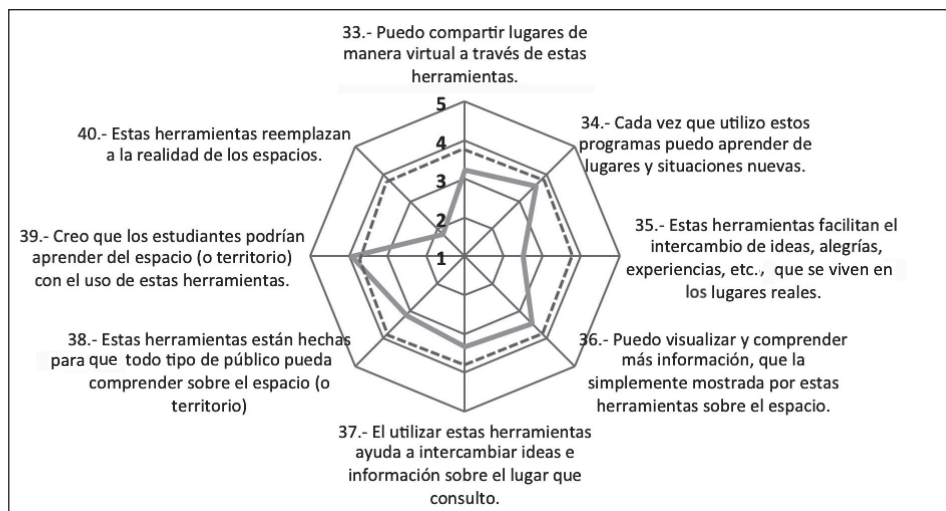 33.- Puedo compartir lugares de
manera virtual a través de estas
herramientas.
34.- Cada vez que utilizo estos
programas puedo aprender de
lugares y situaciones nuevas.
35.- Estas herramientas facilitan el
intercambio de ideas, alegrías,
experiencias, etc., que se viven en
los lugares reales.
36.- Puedo visualizar y comprender
más información, que la
simplemente mostrada por estas
herramientas sobre el espacio.
37.- El utilizar estas herramientas
ayuda a intercambiar ideas e
información sobre el lugar que
consulto.
38.- Estas herramientas están hechas
para que todo tipo de público pueda
comprender sobre el espacio (o
territorio)
39.- Creo que los estudiantes podrían
aprender del espacio (o territorio)
con el uso de estas herramientas.
40.- Estas herramientas reemplazan
a la realidad de los espacios.
5
4
3
2
1